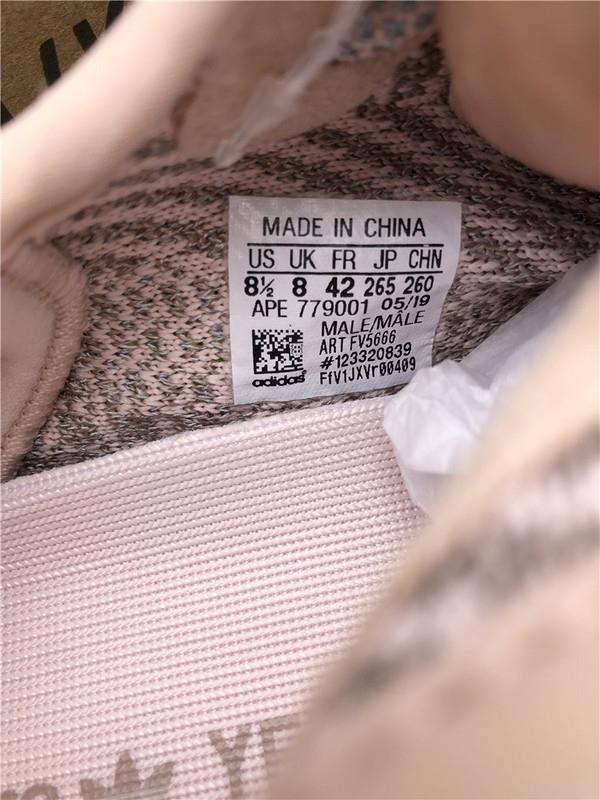 MADE IN CHINA
US UK FR JP CHN
8½ 8 42 265 260
APE 779001 05/19
MALE/MÂLE
ART FV5666
#123320839
adidas FfV1JXVr00409